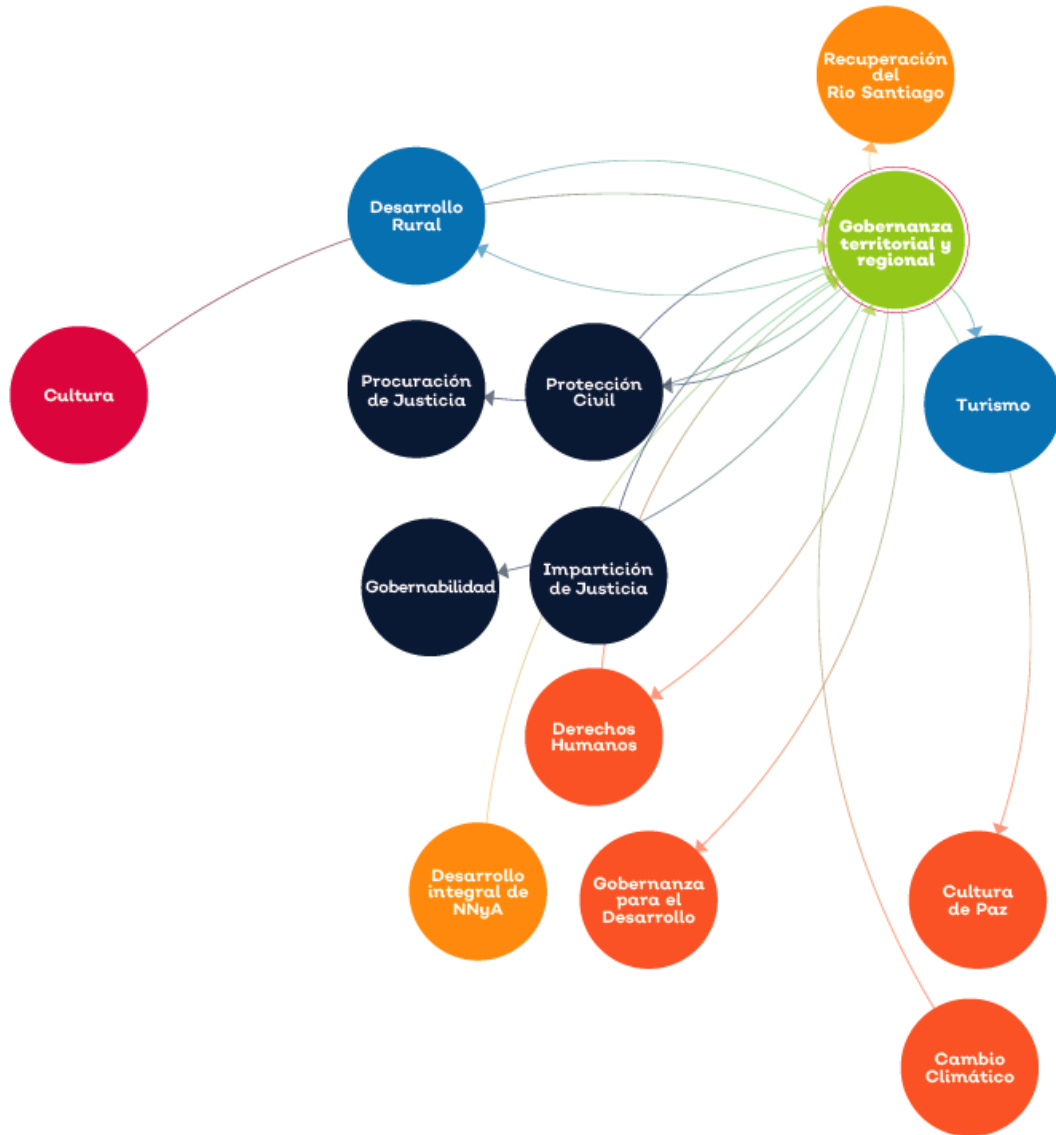 Recuperación
del
Rio Santiago
Desarrollo
Rural
Gobernanza
territorial y
regional
Cultura
Procuración
de Justicia
Protección
Civil
Turismo
Gobernabilidad
Impartición
de Justicia
Derechos
Humanos
Desarrollo
integral de
NNyA
Gobernanza
para el
Desarrollo
Cultura
de Paz
Cambio
Climático